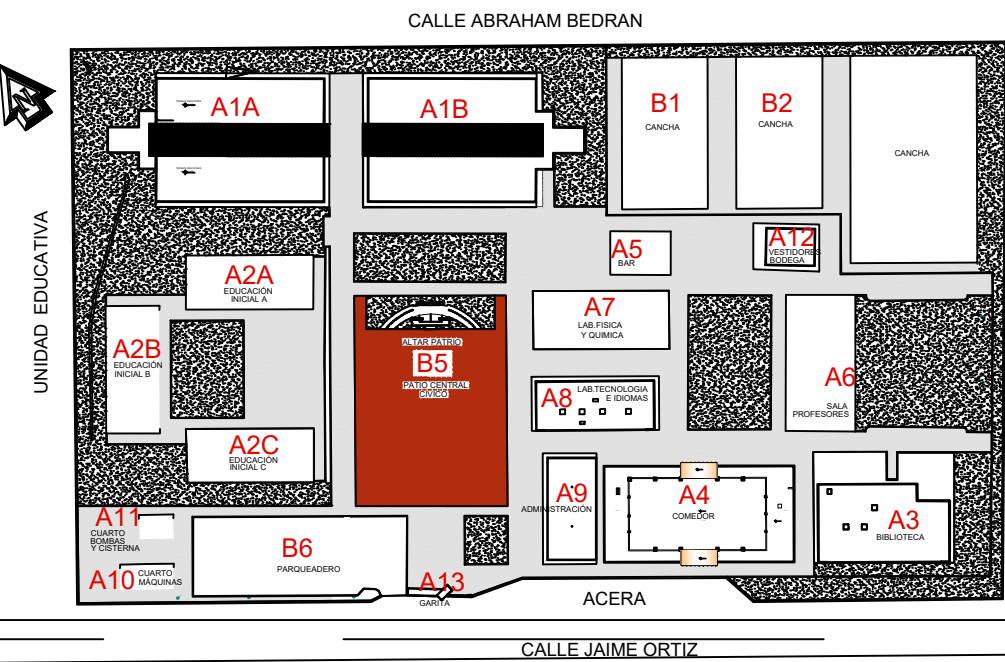 CALLE ABRAHAM BEDRAN
N
UNIDAD EDUCATIVA
A1A
A1B
B1
CANCHA
B2
CANCHA
CANCHA
A5
BAR
A12
VESTIDORES
BODEGA
A2A
EDUCACIÓN
INICIAL A
A2B
EDUCACIÓN
INICIAL B
A2C
EDUCACIÓN
INICIAL C
ALTAR PATRIO
B5
PATIO CENTRAL
CIVICO
A7
LAB.FISICA
Y QUIMICA
A8
LAB.TECNOLOGIA
E IDIOMAS
A6
SALA
PROFESORES
A9
ADMINISTRACIÓN
A4
COMEDOR
A3
BIBLIOTECA
A11
CUARTO
BOMBAS
Y CISTERNA
A10
CUARTO
MÁQUINAS
B6
PARQUEADERO
A13
GARITA
ACERA
CALLE JAIME ORTIZ